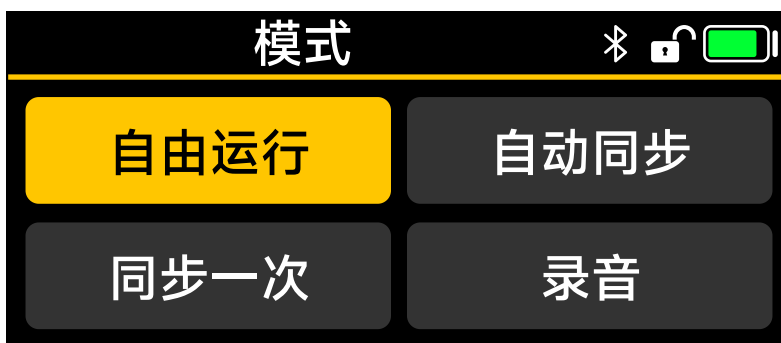 模式
自由运行
自动同步
同步一次
录音